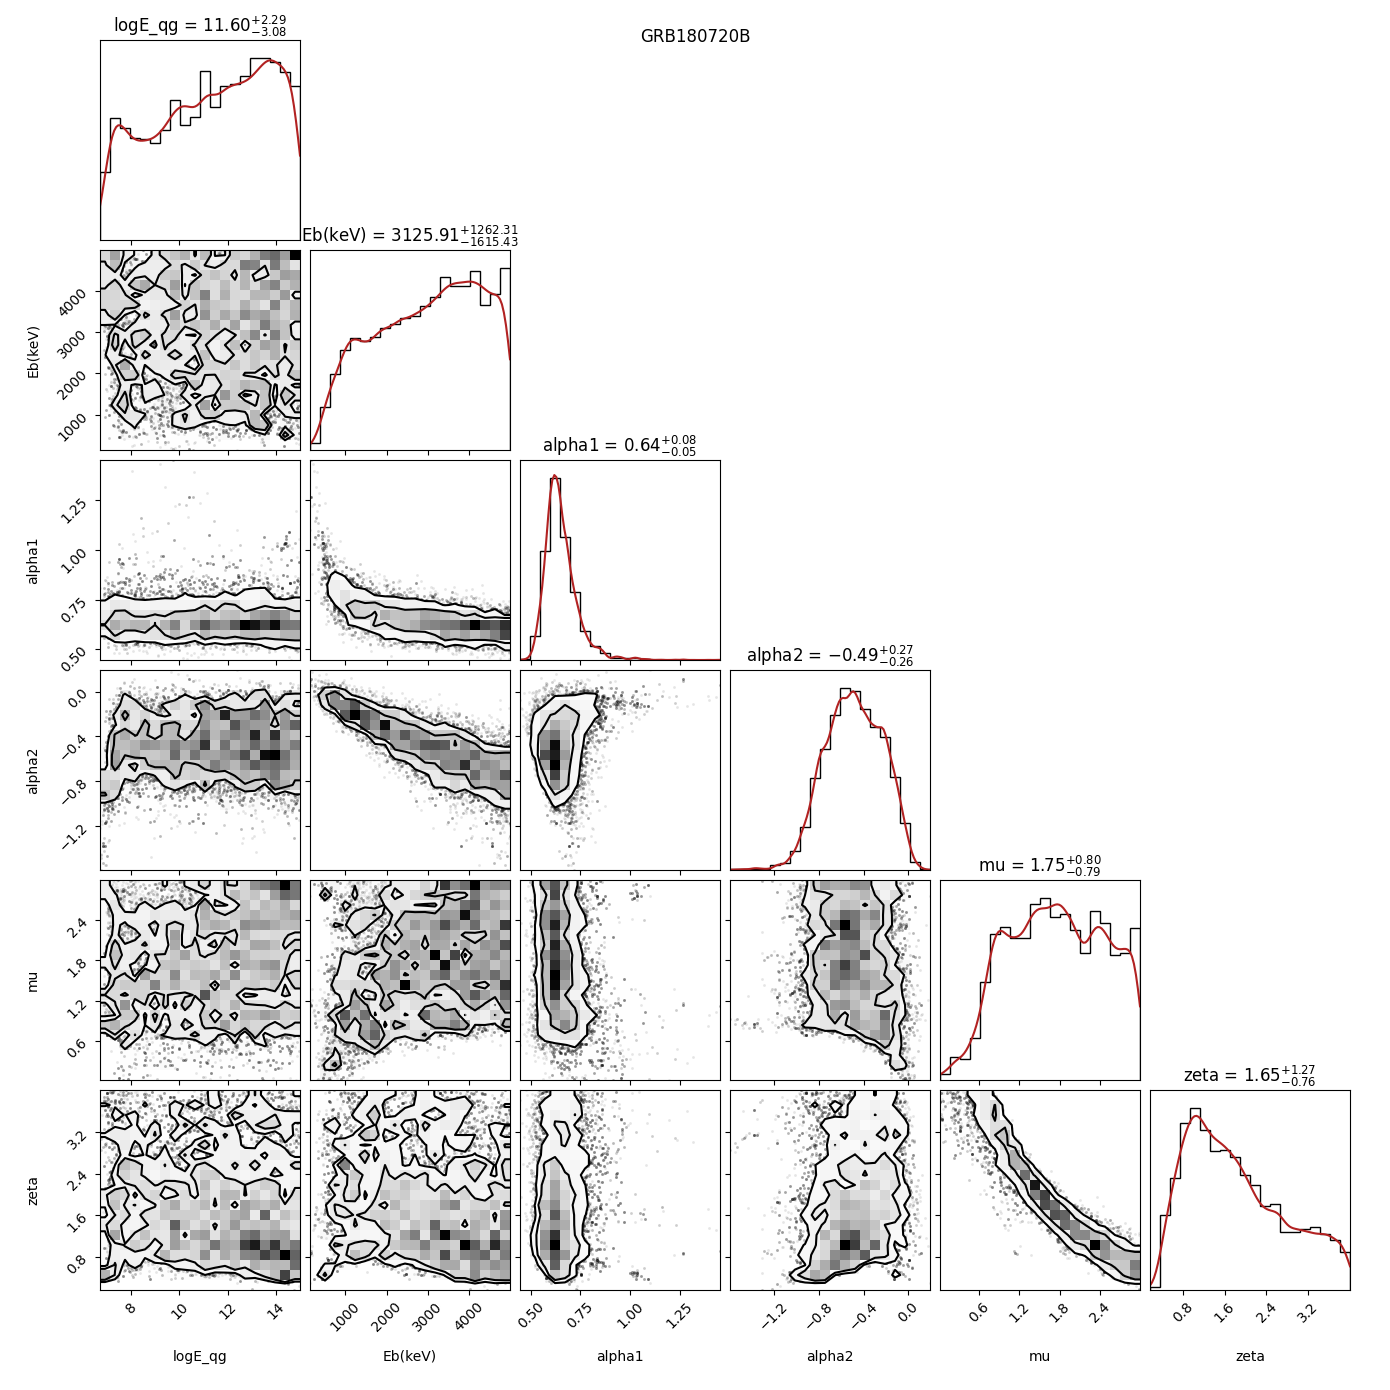 GRB180720B
logE_qg = 11.60 +2.29 −3.08
Eb(keV) = 3125.91 +1262.31 −1615.43
4000
3000
2000
1000
Eb(keV)
alpha1 = 0.64 +0.08 −0.05
1.25
1.00
0.75
0.50
alpha1
alpha2 = −0.49 +0.27 −0.26
0.0
−0.4
−0.8
−1.2
alpha2
mu = 1.75 +0.80 −0.79
2.4
1.8
1.2
0.6
mu
zeta = 1.65 +1.27 −0.76
3.2
2.4
1.6
0.8
zeta
8 10 12 14 1000 2000 3000 4000 0.50 0.75 1.00 1.25 −1.2 −0.8 −0.4 0.0 0.6 1.2 1.8 2.4 0.8 1.6 2.4 3.2
logE_qg Eb(keV) alpha1 alpha2 mu zeta